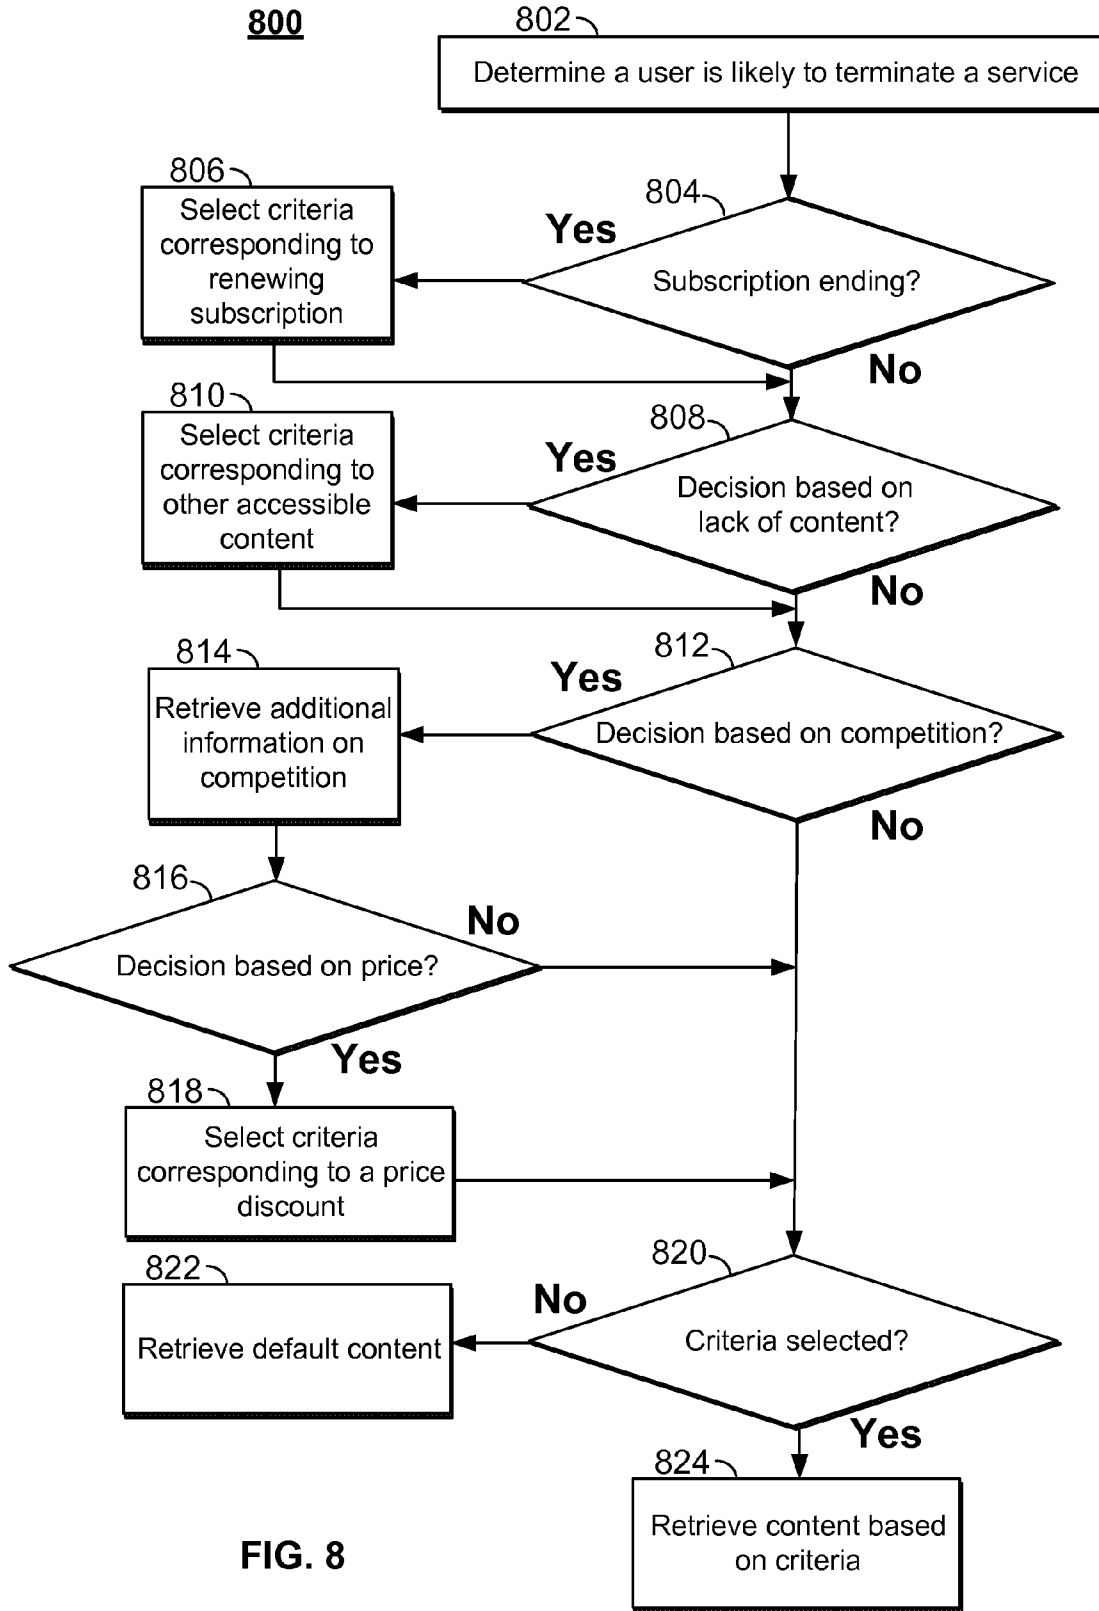 800
802
Determine a user is likely to terminate a service
806
Select criteria
corresponding to
renewing
subscription
804
Yes
Subscription ending?
No
810
Select criteria
corresponding to
other accessible
content
808
Yes
Decision based on
lack of content?
No
814
Retrieve additional
information on
competition
812
Yes
Decision based on competition?
No
816
Decision based on price?
No
Yes
818
Select criteria
corresponding to a price
discount
822
Retrieve default content
820
No
Criteria selected?
Yes
824
Retrieve content based
on criteria
FIG. 8